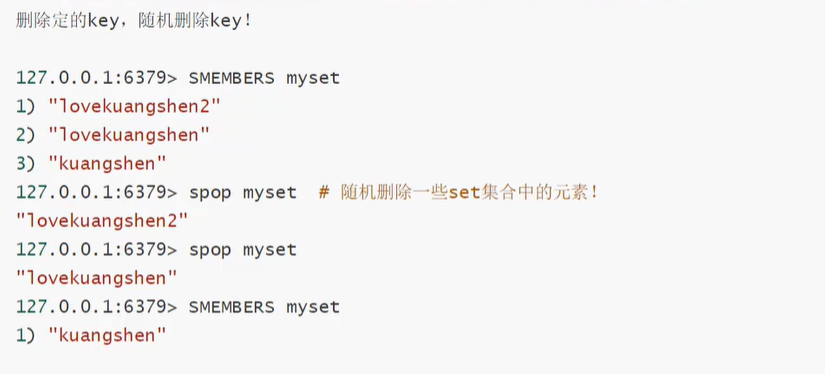 删除定的key，随机删除key！
127.0.0.1:6379> SMEMBERS myset
1) "lovekuangshen2"
2) "lovekuangshen"
3) "kuangshen"
127.0.0.1:6379> spop myset  # 随机删除一些set集合中的元素！
"lovekuangshen2"
127.0.0.1:6379> spop myset
"lovekuangshen"
127.0.0.1:6379> SMEMBERS myset
1) "kuangshen"